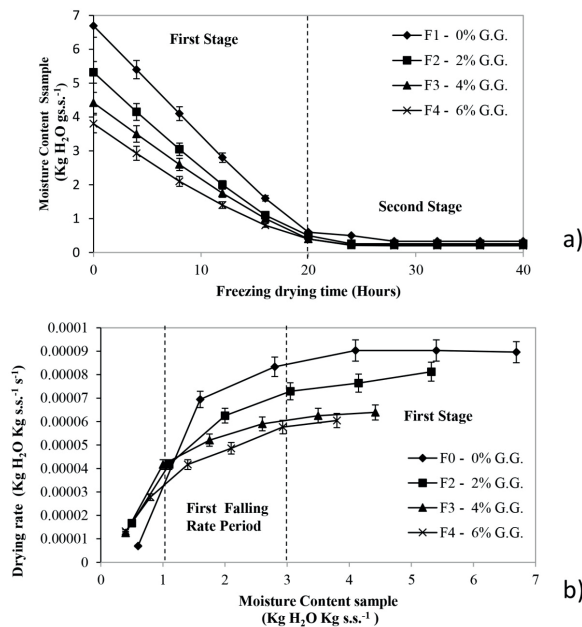 7
6
5
4
3
2
1
0
Moisture Content Ssample
(Kg H₂O gs.s.⁻¹)
First Stage
F1 - 0% G.G.
F2 - 2% G.G.
F3 - 4% G.G.
F4 - 6% G.G.
Second Stage
0 10 20 30 40
Freezing drying time (Hours)
a)
0.0001
0.00009
0.00008
0.00007
0.00006
0.00005
0.00004
0.00003
0.00002
0.00001
0
Drying rate (Kg H₂O Kg s.s.⁻¹ s¹)
First Stage
F0 - 0% G.G.
F2 - 2% G.G.
F3 - 4% G.G.
F4 - 6% G.G.
First Falling
Rate Period
0 1 2 3 4 5 6 7
Moisture Content sample
(Kg H₂O Kg s.s.⁻¹ )
b)